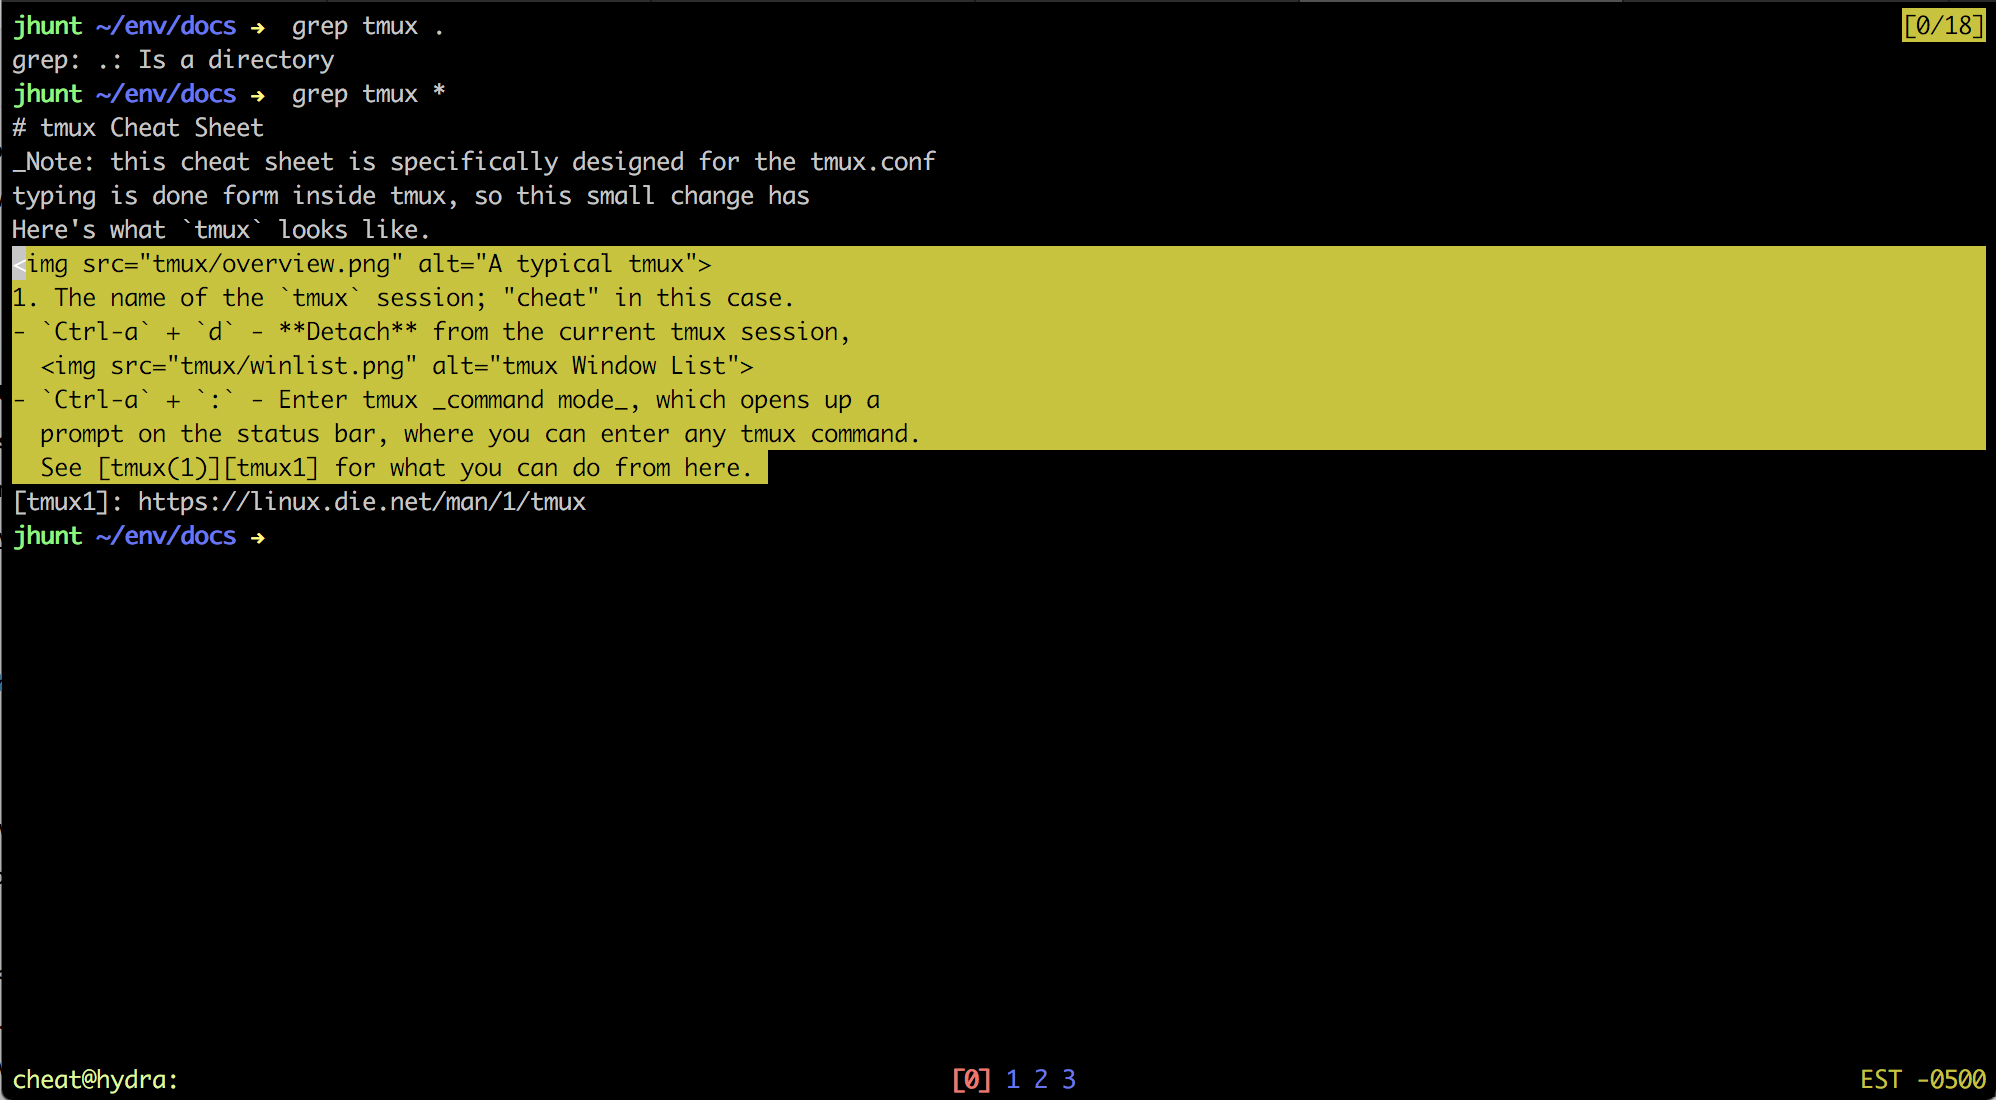 jhunt ~/env/docs →  grep tmux . [0/18]
grep: .: Is a directory
jhunt ~/env/docs →  grep tmux *
# tmux Cheat Sheet
_Note: this cheat sheet is specifically designed for the tmux.conf
typing is done form inside tmux, so this small change has
Here's what `tmux` looks like.
<img src="tmux/overview.png" alt="A typical tmux">
1. The name of the `tmux` session; "cheat" in this case.
- `Ctrl-a` + `d` - **Detach** from the current tmux session,
  <img src="tmux/winlist.png" alt="tmux Window List">
- `Ctrl-a` + `:` - Enter tmux _command mode_, which opens up a
  prompt on the status bar, where you can enter any tmux command.
  See [tmux(1)][tmux1] for what you can do from here.
[tmux1]: https://linux.die.net/man/1/tmux
jhunt ~/env/docs →
cheat@hydra: [0] 1 2 3 EST -0500